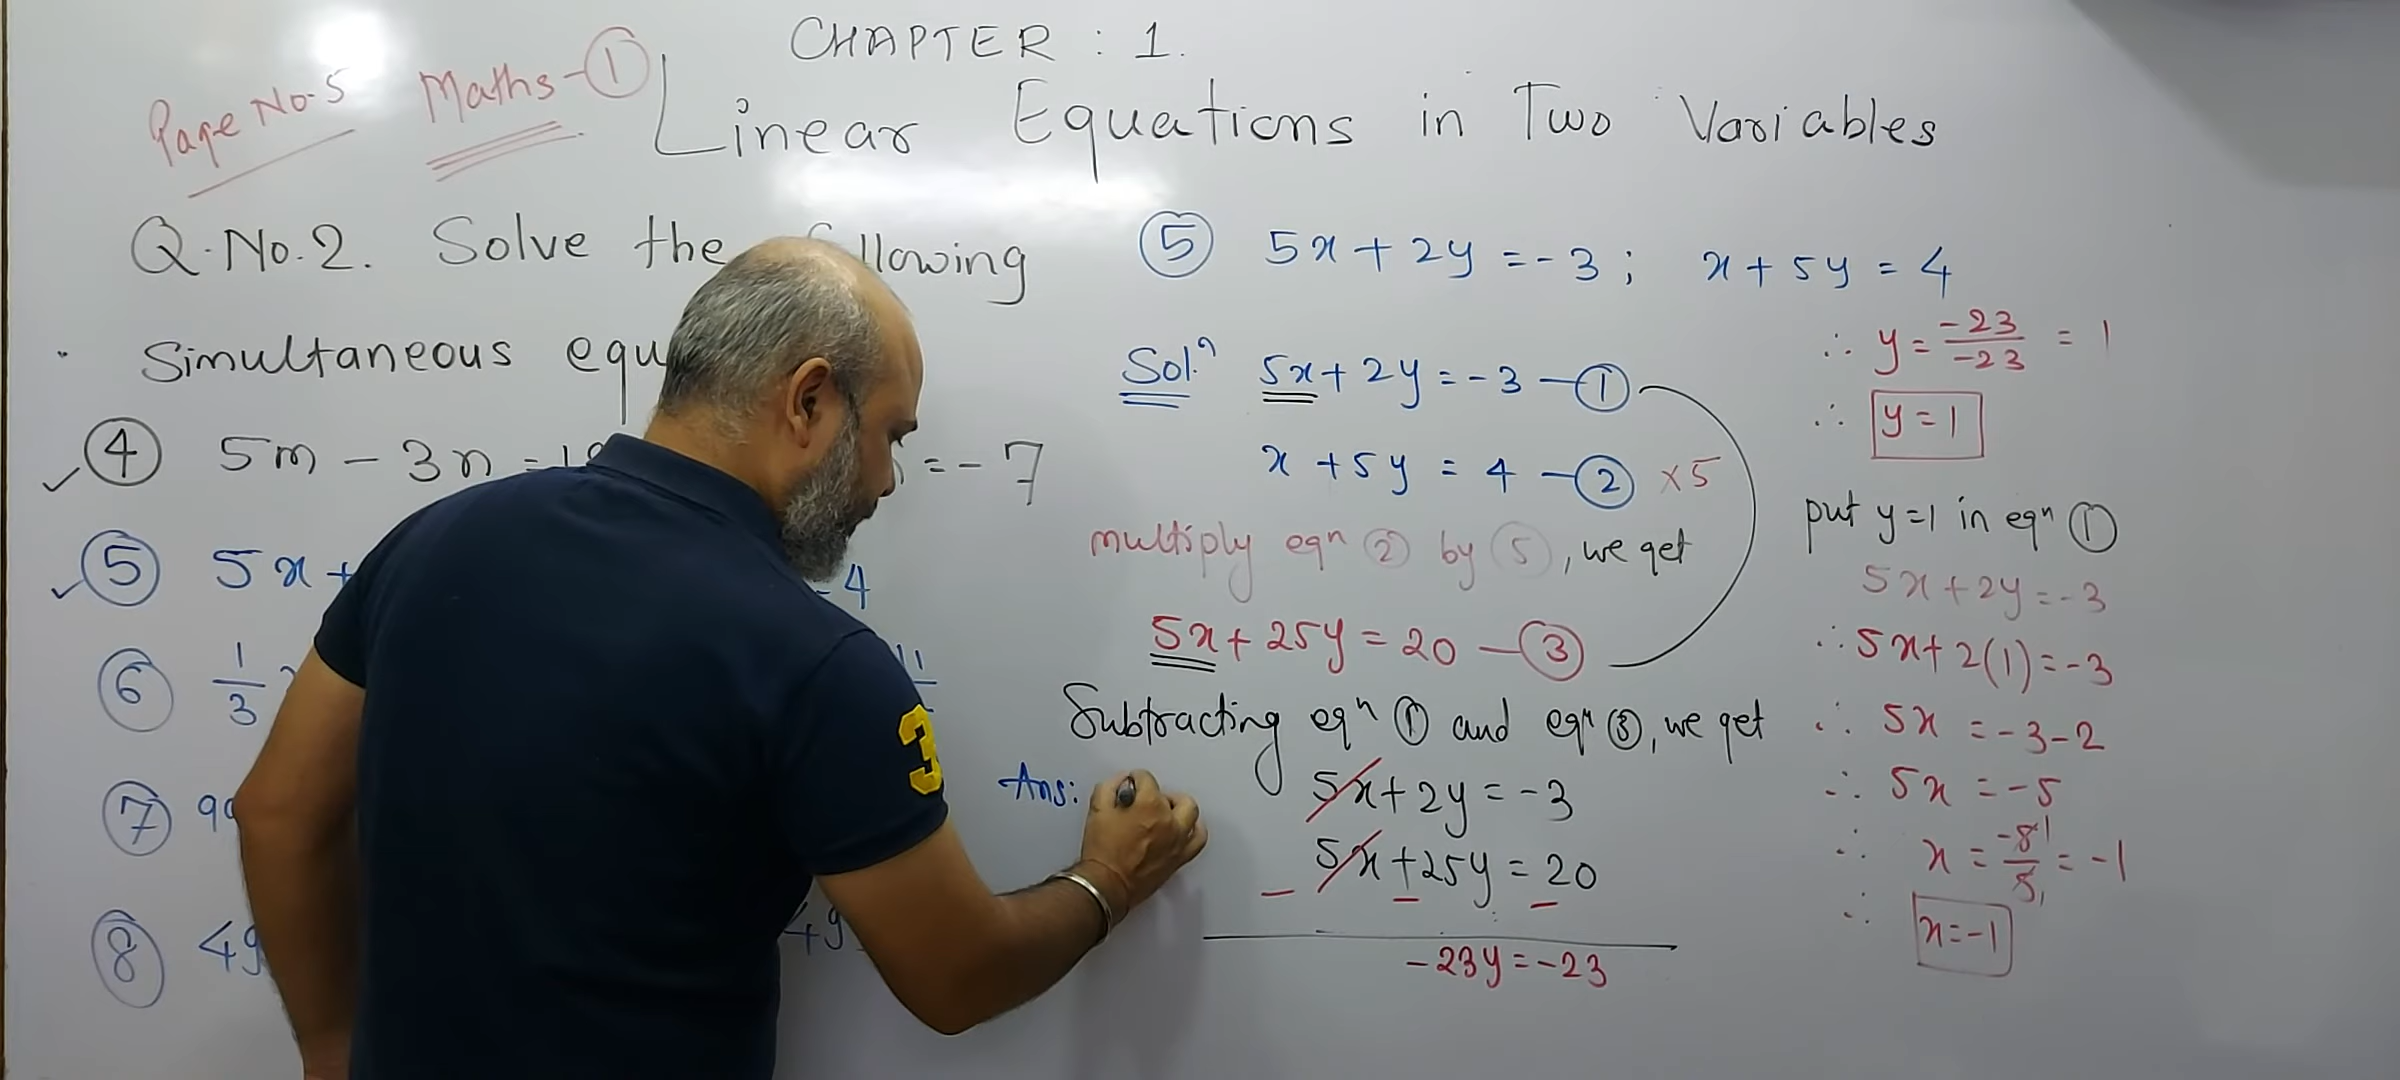 CHAPTER : 1.
Page No-5 Maths-①
Linear Equations in Two Variables
Q.No.2. Solve the following
Simultaneous equ
④ 5m - 3n = = -7
⑤ 5x+ 4
⑥ 1/3
⑦ 99
⑧ 49 49
3
⑤ 5x + 2y = -3 ; x + 5y = 4
Solⁿ 5x + 2y = -3 —①
x + 5y = 4 —② ×5
multiply eqⁿ ② by ⑤, we get
5x + 25y = 20 —③
Subtracting eqⁿ ① and eqⁿ ③, we get
5x + 2y = -3
5x + 25y = 20
- - -
-23y = -23
Ans:
∴ y = -23/-23 = 1
∴ y = 1
put y=1 in eqⁿ ①
5x + 2y = -3
∴ 5x + 2(1) = -3
∴ 5x = -3-2
∴ 5x = -5
∴ x = -5/5 = -1
∴ x = -1